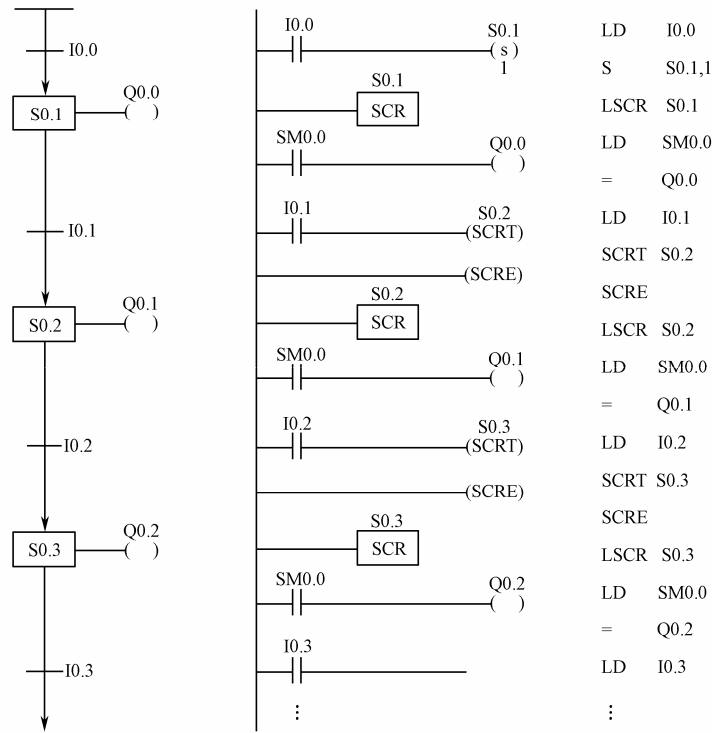 I0.0
S0.1
Q0.0
( )
I0.1
S0.2
Q0.1
( )
I0.2
S0.3
Q0.2
( )
I0.3
I0.0
S0.1
( s )
1
S0.1
SCR
SM0.0
Q0.0
( )
I0.1
S0.2
(SCRT)
(SCRE)
S0.2
SCR
SM0.0
Q0.1
( )
I0.2
S0.3
(SCRT)
(SCRE)
S0.3
SCR
SM0.0
Q0.2
( )
I0.3
⋮
LD I0.0
S S0.1,1
LSCR S0.1
LD SM0.0
= Q0.0
LD I0.1
SCRT S0.2
SCRE
LSCR S0.2
LD SM0.0
= Q0.1
LD I0.2
SCRT S0.3
SCRE
LSCR S0.3
LD SM0.0
= Q0.2
LD I0.3
⋮